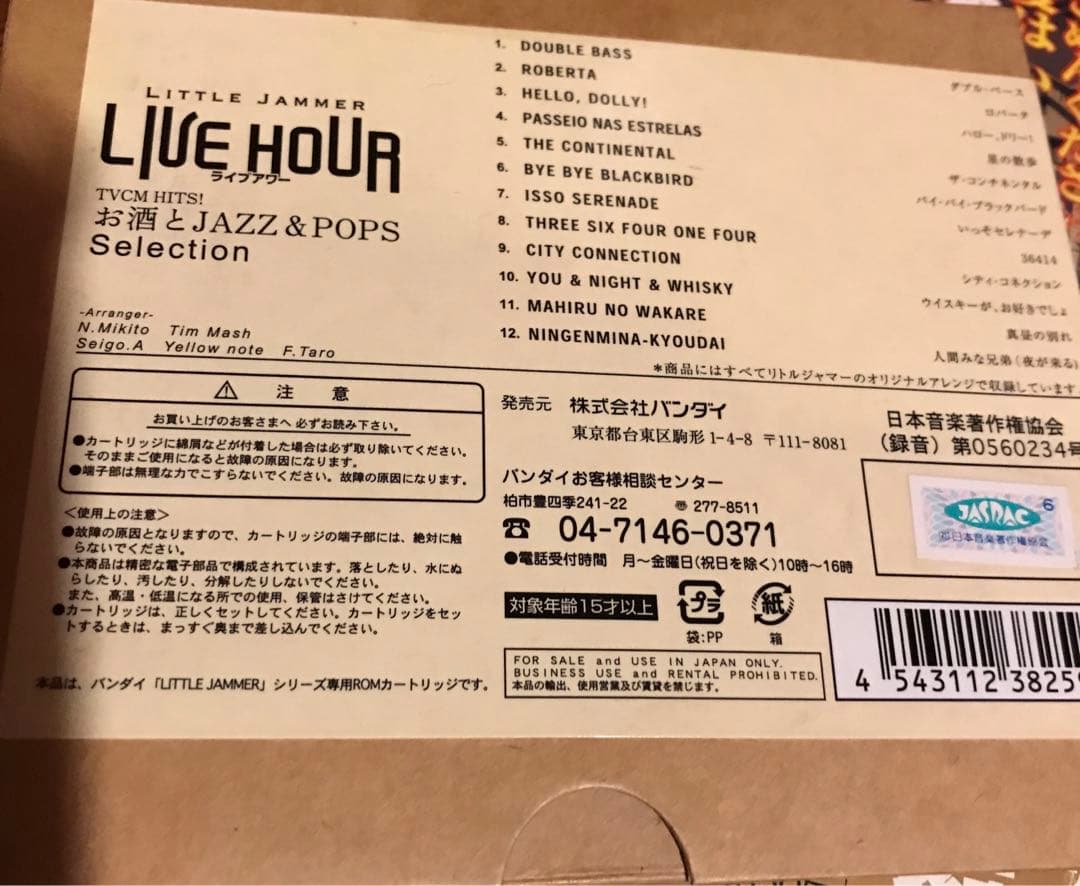 LITTLE JAMMER
LIVE HOUR
ライブアワー
TVCM HITS!
お酒とJAZZ&POPS
Selection
-Arranger-
N.Mikito Tim Mash
Seigo.A Yellow note F.Taro
1. DOUBLE BASS ダブル・ベース
2. ROBERTA ロバータ
3. HELLO, DOLLY! ハロー、ドリー!
4. PASSEIO NAS ESTRELAS 星の散歩
5. THE CONTINENTAL ザ・コンチネンタル
6. BYE BYE BLACKBIRD バイ・バイ・ブラックバード
7. ISSO SERENADE いっそセレナーデ
8. THREE SIX FOUR ONE FOUR 36414
9. CITY CONNECTION シティ・コネクション
10. YOU & NIGHT & WHISKY ウイスキーが、お好きでしょ
11. MAHIRU NO WAKARE 真昼の別れ
12. NINGENMINA-KYOUDAI 人間みな兄弟(夜が来る)
*商品にはすべてリトルジャマーのオリジナルアレンジで収録しています
⚠ 注意
お買い上げのお客さまへ 必ずお読み下さい。
●カートリッジに綿屑などが付着した場合は必ず取り除いてください。
そのままご使用になると故障の原因になります。
●端子部は無理な力でこすらないでください。故障の原因になります。
<使用上の注意>
●故障の原因となりますので、カートリッジの端子部には、絶対に触
らないでください。
●本商品は精密な電子部品で構成されています。落としたり、水にぬ
らしたり、汚したり、分解したりしないでください。
また、高温・低温になる所での使用、保管はさけてください。
●カートリッジは、正しくセットしてください。カートリッジをセッ
トするときは、まっすぐ奥まで差し込んでください。
本品は、バンダイ「LITTLE JAMMER」シリーズ専用ROMカートリッジです。
発売元 株式会社バンダイ
東京都台東区駒形1-4-8 〒111-8081
バンダイお客様相談センター
柏市豊四季241-22 〠 277-8511
☎ 04-7146-0371
●電話受付時間 月~金曜日(祝日を除く)10時~16時
対象年齢15才以上
プラ
袋:PP
紙
箱
FOR SALE and USE IN JAPAN ONLY.
BUSINESS USE and RENTAL PROHIBITED.
本品の輸出、使用営業及び賃貸を禁じます。
日本音楽著作権協会
(録音)第0560234号
6
JASRAC
日本音楽著作権協会
4 543112 38259